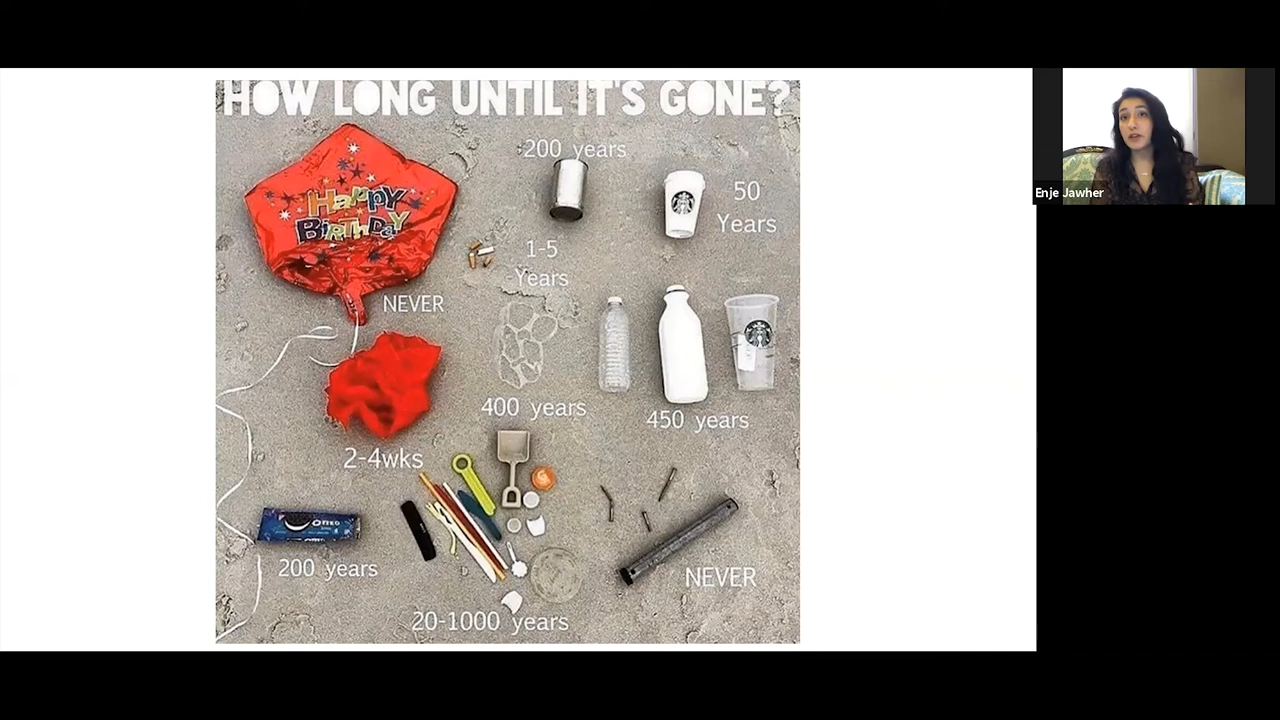 HOW LONG UNTIL IT'S GONE?
200 years
50
Years
Happy
Birthday
1-5
Years
NEVER
400 years
450 years
2-4wks
OREO
200 years
NEVER
20-1000 years
Enje Jawher